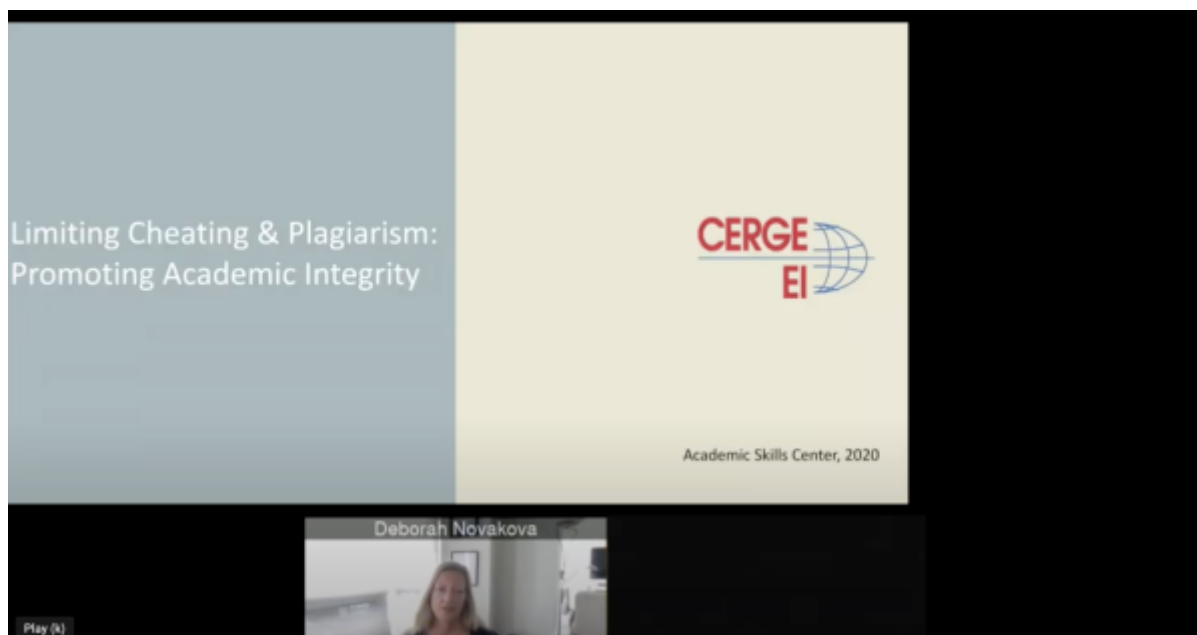 Limiting Cheating & Plagiarism:
Promoting Academic Integrity
CERGE
EI
Academic Skills Center, 2020
Deborah Novakova
Play (k)